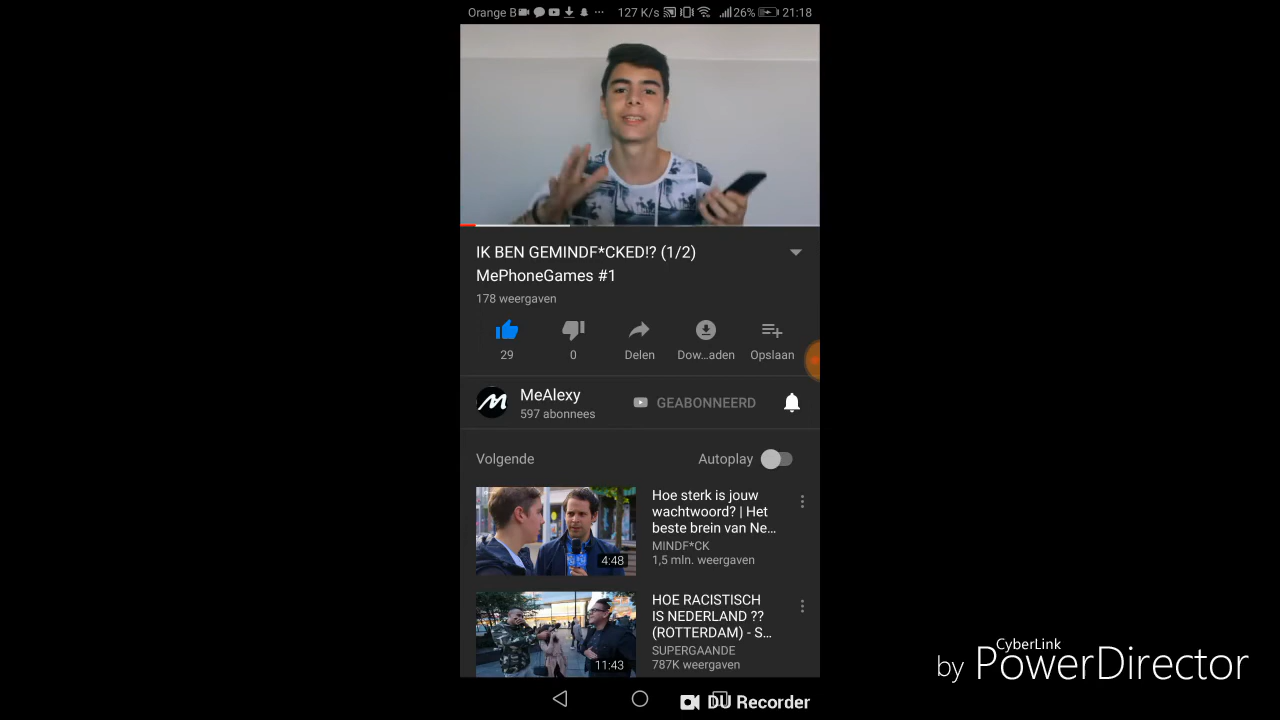 Orange B ... 127 K/s 26% 21:18
IK BEN GEMINDF*CKED!? (1/2)
MePhoneGames #1
178 weergaven
29 0 Delen Dow...aden Opslaan
MeAlexy
597 abonnees
GEABONNEERD
Volgende Autoplay
Hoe sterk is jouw
wachtwoord? | Het
beste brein van Ne...
MINDF*CK
1,5 mln. weergaven
4:48
HOE RACISTISCH
IS NEDERLAND ??
(ROTTERDAM) - S...
SUPERGAANDE
787K weergaven
11:43
DU Recorder
CyberLink
by PowerDirector